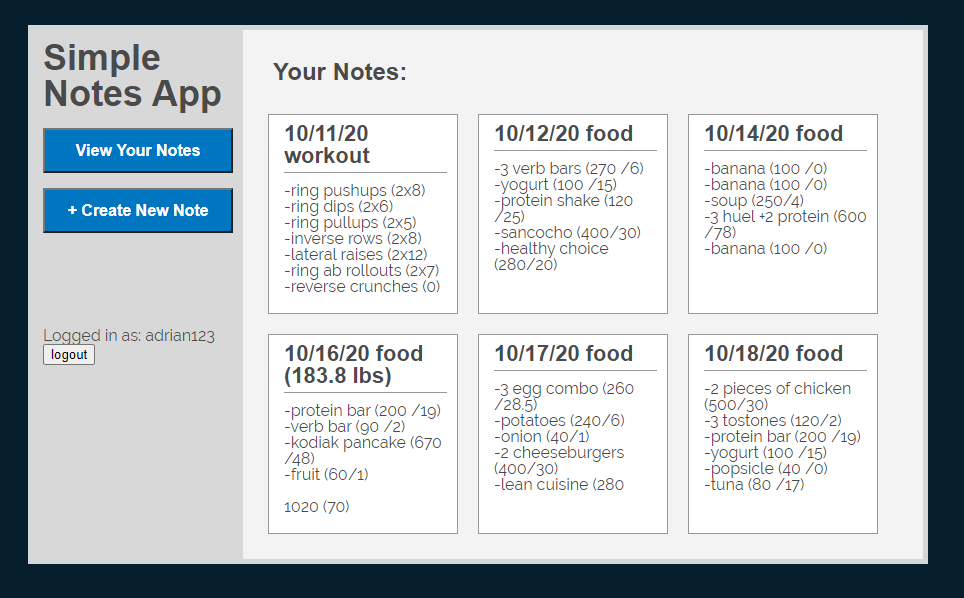 Simple
Notes App
View Your Notes
+ Create New Note
Logged in as: adrian123
logout
Your Notes:
10/11/20
workout
-ring pushups (2x8)
-ring dips (2x6)
-ring pullups (2x5)
-inverse rows (2x8)
-lateral raises (2x12)
-ring ab rollouts (2x7)
-reverse crunches (0)
10/12/20 food
-3 verb bars (270 /6)
-yogurt (100 /15)
-protein shake (120
/25)
-sancocho (400/30)
-healthy choice
(280/20)
10/14/20 food
-banana (100 /0)
-banana (100 /0)
-soup (250/4)
-3 huel +2 protein (600
/78)
-banana (100 /0)
10/16/20 food
(183.8 lbs)
-protein bar (200 /19)
-verb bar (90 /2)
-kodiak pancake (670
/48)
-fruit (60/1)
1020 (70)
10/17/20 food
-3 egg combo (260
/28.5)
-potatoes (240/6)
-onion (40/1)
-2 cheeseburgers
(400/30)
-lean cuisine (280
10/18/20 food
-2 pieces of chicken
(500/30)
-3 tostones (120/2)
-protein bar (200 /19)
-yogurt (100 /15)
-popsicle (40 /0)
-tuna (80 /17)